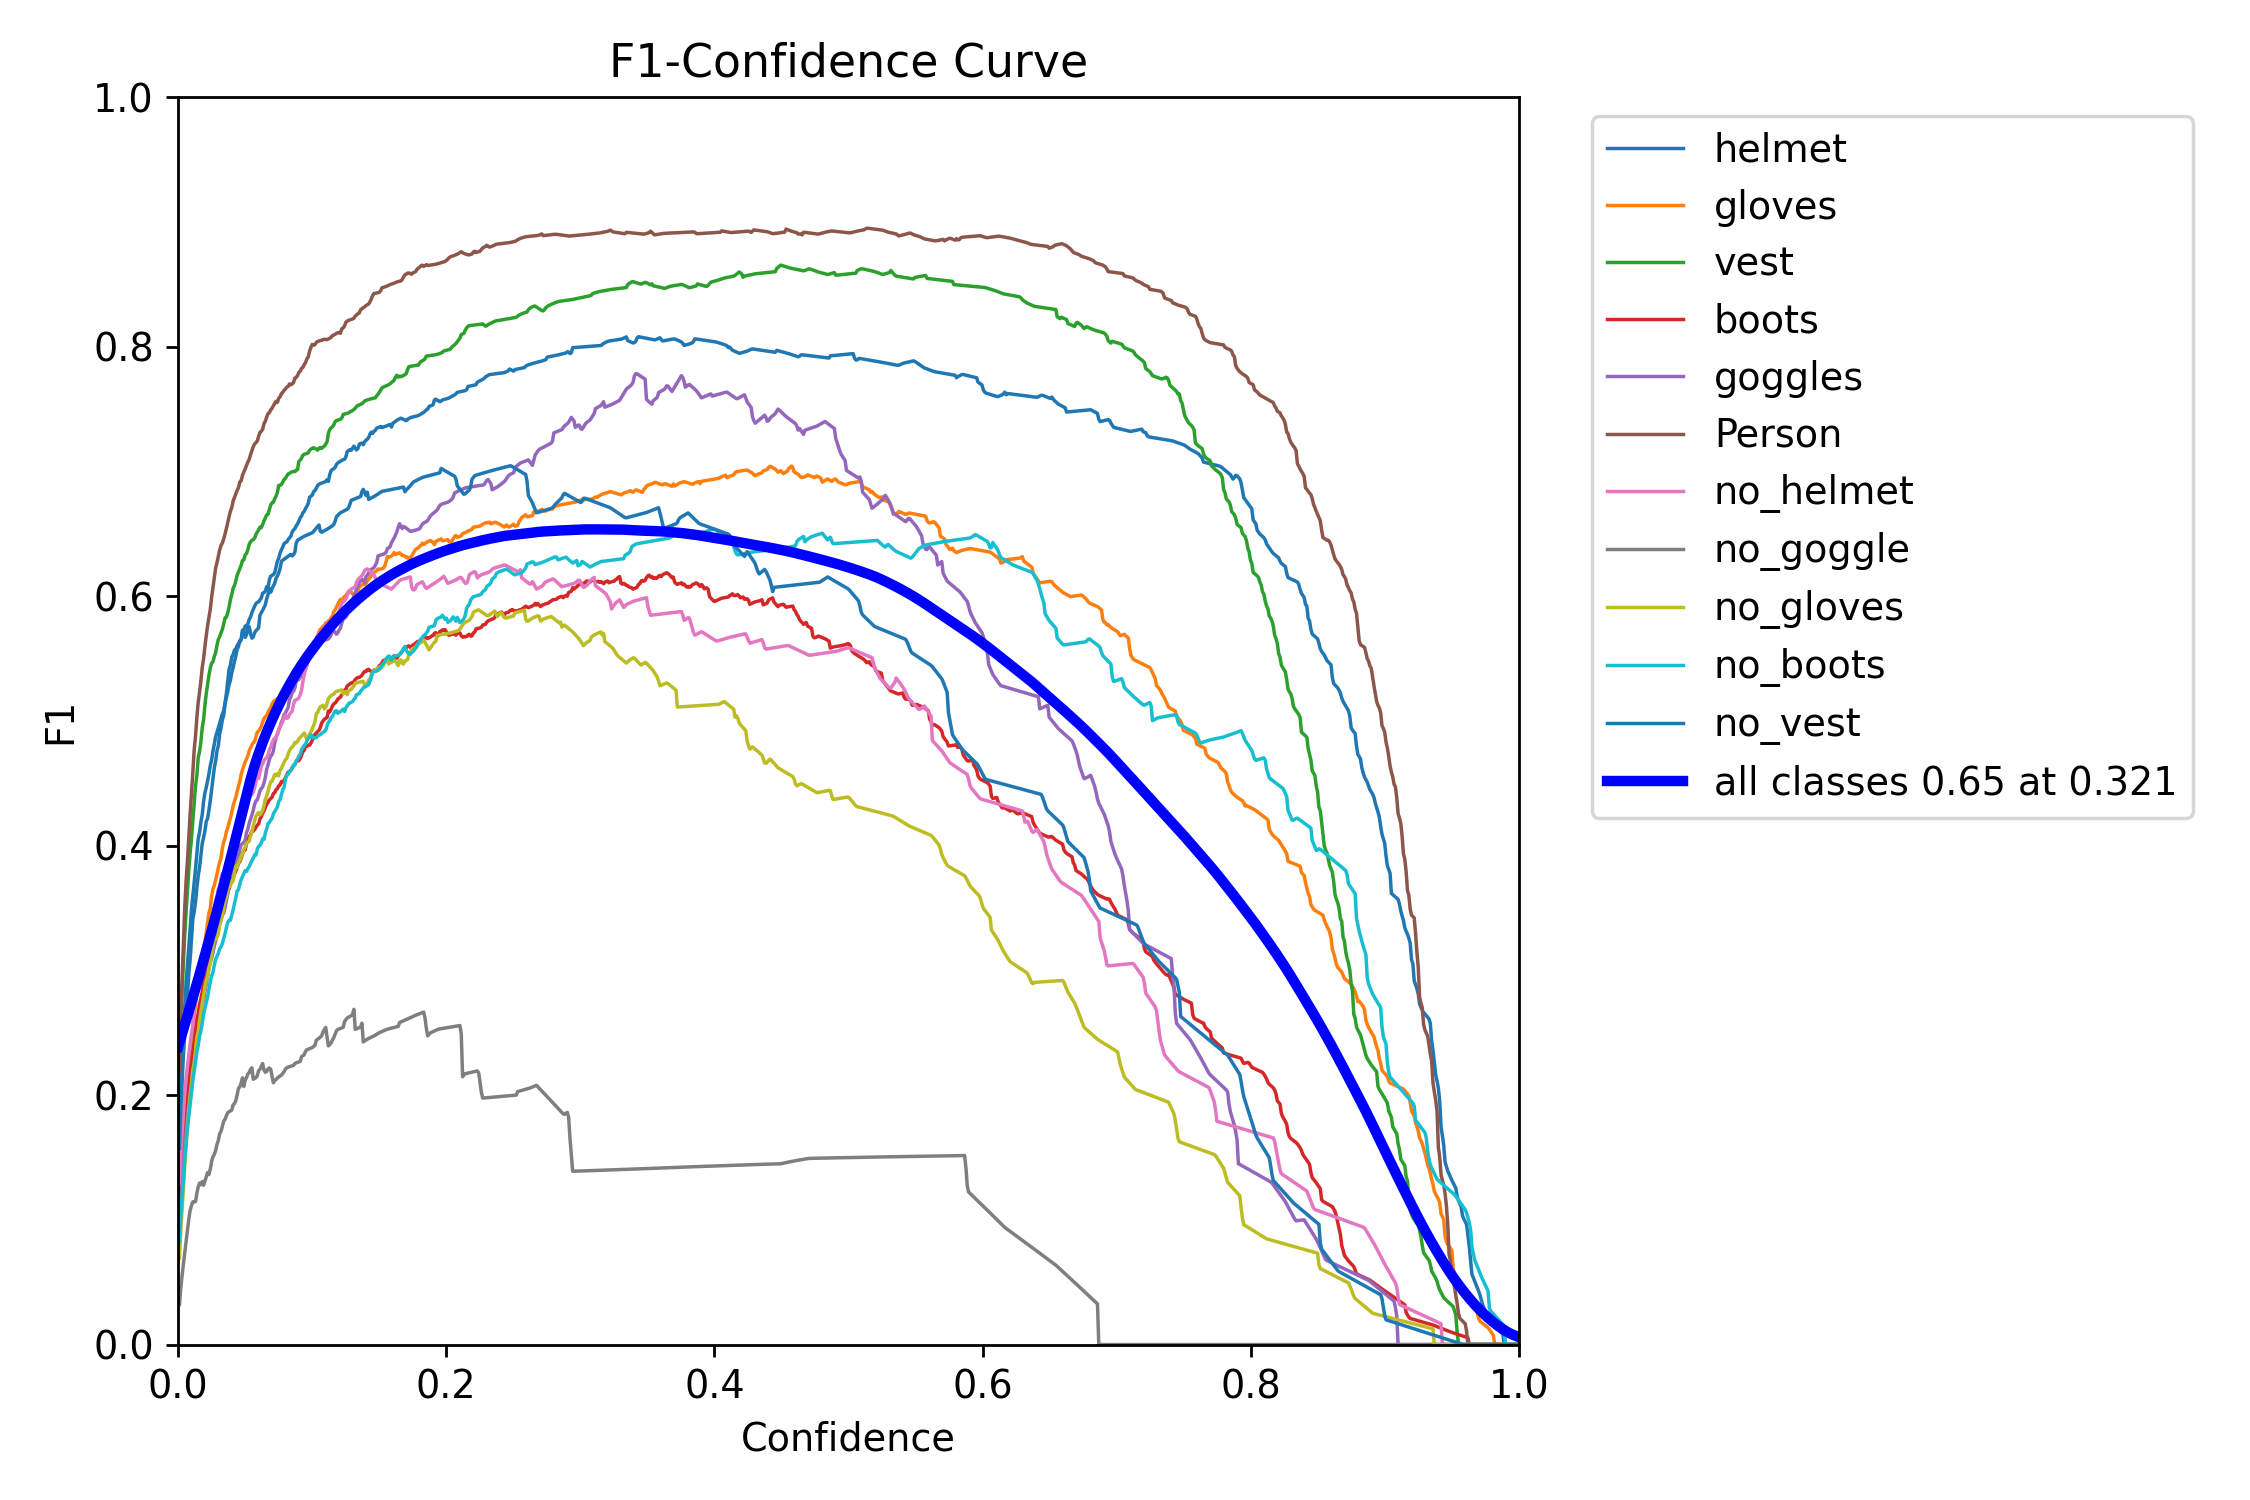 F1-Confidence Curve
1.0
0.8
0.6
0.4
0.2
0.0
F1
0.0 0.2 0.4 0.6 0.8 1.0
Confidence
helmet
gloves
vest
boots
goggles
Person
no_helmet
no_goggle
no_gloves
no_boots
no_vest
all classes 0.65 at 0.321